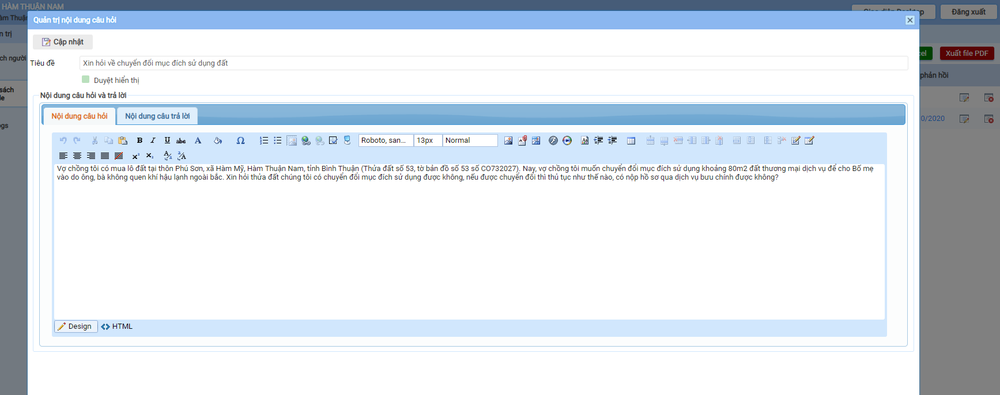 HÀM THUẬN NAM
àm Thuận
Giao diện Desktop
Đăng xuất
Quản trị nội dung câu hỏi
n trị
Cập nhật
ch người
cel
Xuất file PDF
Tiêu đề
Xin hỏi về chuyển đổi mục đích sử dụng đất
Duyệt hiển thị
phản hồi
sách
le
Nội dung câu hỏi và trả lời
Nội dung câu hỏi
Nội dung câu trả lời
0/2020
ogs
Roboto, san...
13px
Normal
Vợ chồng tôi có mua lô đất tại thôn Phú Sơn, xã Hàm Mỹ, Hàm Thuận Nam, tỉnh Bình Thuận (Thửa đất số 53, tờ bản đồ số 53 số CO732027). Nay, vợ chồng tôi muốn chuyển đổi mục đích sử dụng khoảng 80m2 đất thương mại dịch vụ để cho Bố mẹ
vào do ông, bà không quen khí hậu lạnh ngoài bắc. Xin hỏi thửa đất chúng tôi có chuyển đổi mục đích sử dụng được không, nếu được chuyển đổi thì thủ tục như thế nào, có nộp hồ sơ qua dịch vụ bưu chính được không?
Design
HTML